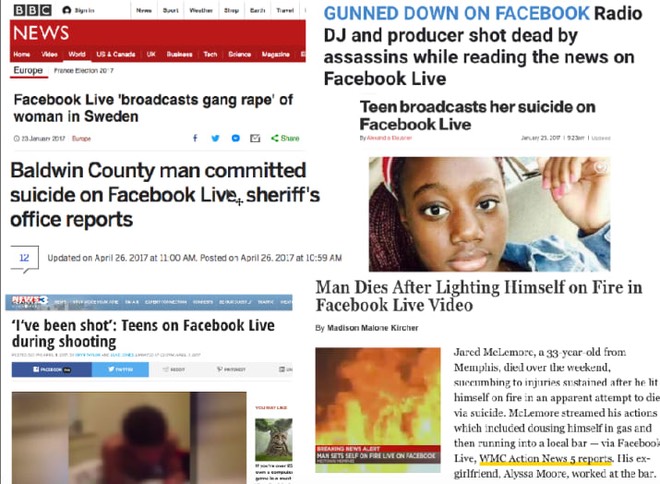 BBC Sign in News Sport Weather Shop Earth Travel
NEWS
Home Video World US & Canada UK Business Tech Science Magazine
Europe France Election 2017
Facebook Live 'broadcasts gang rape' of
woman in Sweden
23 January 2017 Europe Share
Baldwin County man committed
suicide on Facebook Live, sheriff's
office reports
12 Updated on April 26, 2017 at 11:00 AM, Posted on April 26, 2017 at 10:59 AM
'I've been shot': Teens on Facebook Live
during shooting
FACEBOOK TWITTER REDDIT PINTEREST
YOU MAY LIKE
GUNNED DOWN ON FACEBOOK Radio
DJ and producer shot dead by
assassins while reading the news on
Facebook Live
Teen broadcasts her suicide on
Facebook Live
By January 23, 2017
Man Dies After Lighting Himself on Fire in
Facebook Live Video
By Madison Malone Kircher
BREAKING NEWS ALERT
MAN SETS SELF ON FIRE LIVE ON FACEBOOK
Jared McLemore, a 33-year-old from
Memphis, died over the weekend,
succumbing to injuries sustained after he lit
himself on fire in an apparent attempt to die
via suicide. McLemore streamed his actions
which included dousing himself in gas and
then running into a local bar — via Facebook
Live, WMC Action News 5 reports. His ex-
girlfriend, Alyssa Moore, worked at the bar.